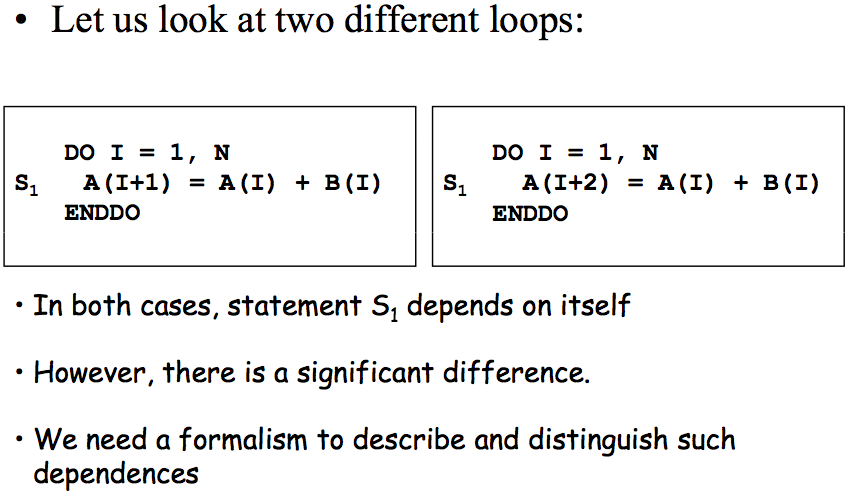 • Let us look at two different loops:
DO I = 1, N
S1 A(I+1) = A(I) + B(I)
ENDDO
DO I = 1, N
S1 A(I+2) = A(I) + B(I)
ENDDO
• In both cases, statement S1 depends on itself
• However, there is a significant difference.
• We need a formalism to describe and distinguish such
dependences